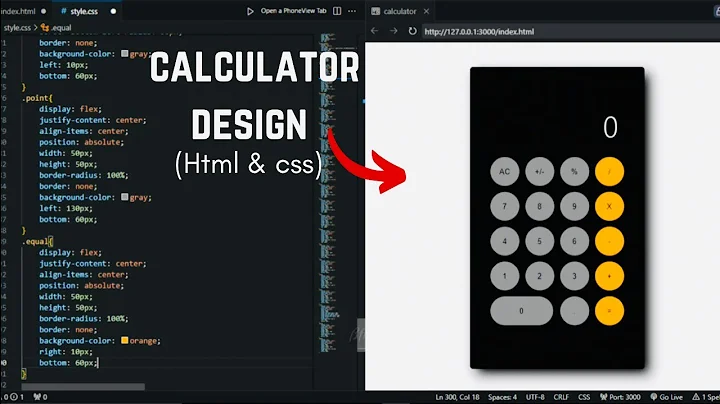 index.html
style.css
Open a PhoneView Tab
calculator
style.css > .equal
http://127.0.0.1:3000/index.html
border: none;
background-color: gray;
left: 10px;
bottom: 60px;
}
.point{
display: flex;
justify-content: center;
align-items: center;
position: absolute;
width: 50px;
height: 50px;
border-radius: 100%;
border: none;
background-color: gray;
left: 130px;
bottom: 60px;
}
.equal{
display: flex;
justify-content: center;
align-items: center;
position: absolute;
width: 50px;
height: 50px;
border-radius: 100%;
border: none;
background-color: orange;
right: 10px;
bottom: 60px;
}
CALCULATOR
DESIGN
(Html & css)
0
AC +/- % /
7 8 9 X
4 5 6 -
1 2 3 +
0 . =
0 1 0
Ln 300, Col 18 Spaces: 4 UTF-8 CRLF CSS Port: 3000 Go Live 1 Spel